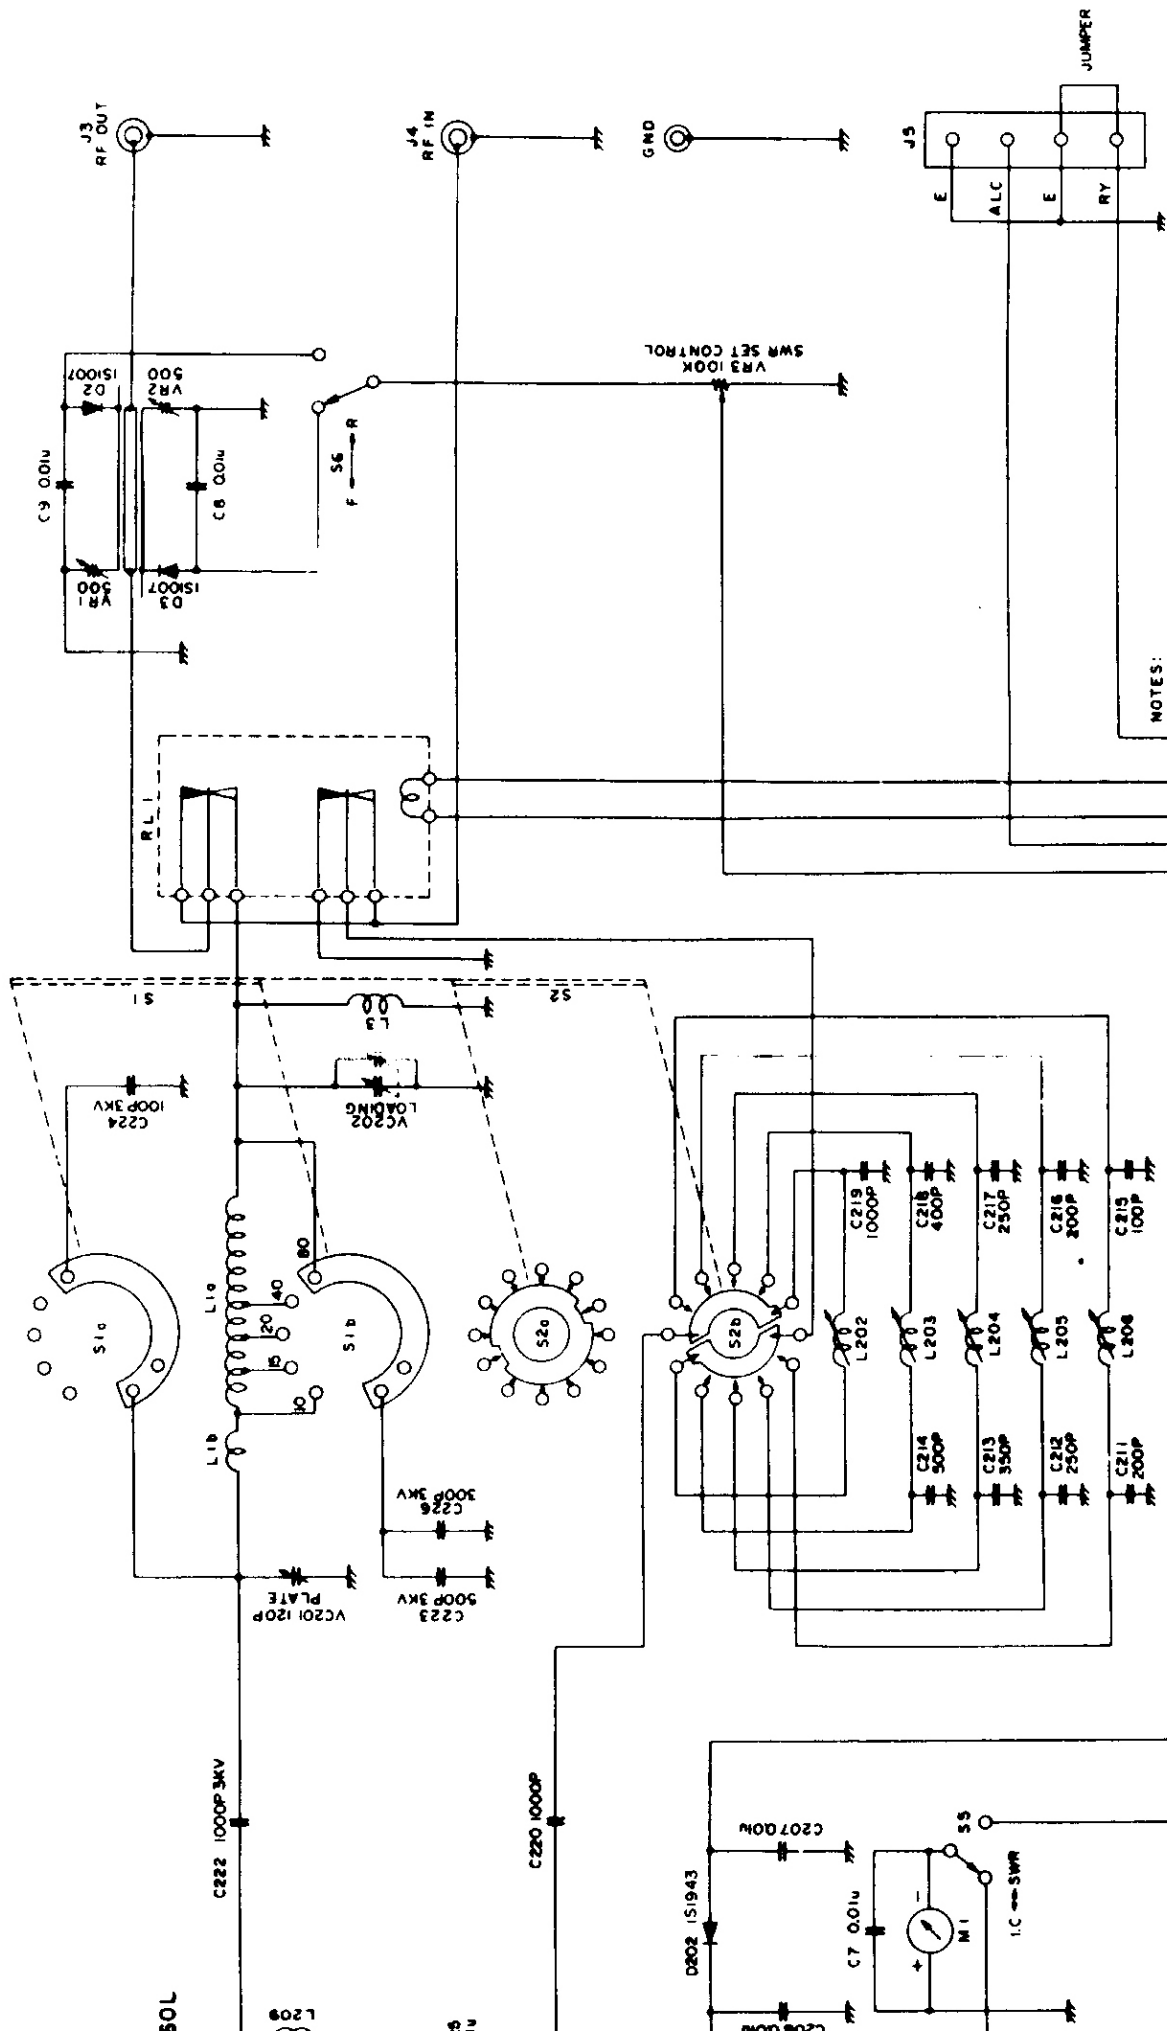 J3
RF OUT
J4
RF IN
GND
J5
JUMPER
E
ALC
E
RY
C9 0.01u
D2
1S1007
VR2
500
VR1
500
D3
1S1007
C8 0.01u
S6
F R
VR3 100K
SWR SET CONTROL
NOTES:
RL1
S1
S2
L3
C224
100P 3KV
VC202
LOADING
S1a
L1a
L1b
80
40
20
15
10
S1b
S2a
S2b
C226
300P 3KV
C223
500P 3KV
VC201 120P
PLATE
C219
1000P
C218
400P
C217
250P
C216
200P
C215
100P
L202
L203
L204
L205
L206
C214
500P
C213
350P
C212
250P
C211
200P
C222 1000P 3KV
C220 1000P
C207 0.01u
D202 1S1943
C7 0.01u
+
-
M1
S5
I.C SWR
L209